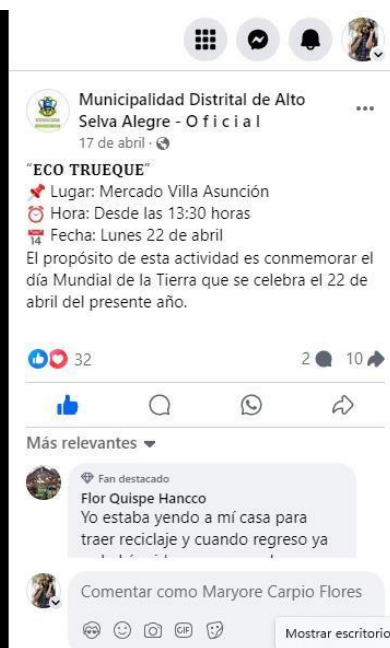 Municipalidad Distrital de Alto
Selva Alegre - O f i c i a l
17 de abril
"ECO TRUEQUE"
Lugar: Mercado Villa Asunción
Hora: Desde las 13:30 horas
Fecha: Lunes 22 de abril
El propósito de esta actividad es conmemorar el
día Mundial de la Tierra que se celebra el 22 de
abril del presente año.
32 2 10
Más relevantes
Fan destacado
Flor Quispe Hancco
Yo estaba yendo a mí casa para
traer reciclaje y cuando regreso ya
Comentar como Maryore Carpio Flores
GIF
Mostrar escritorio